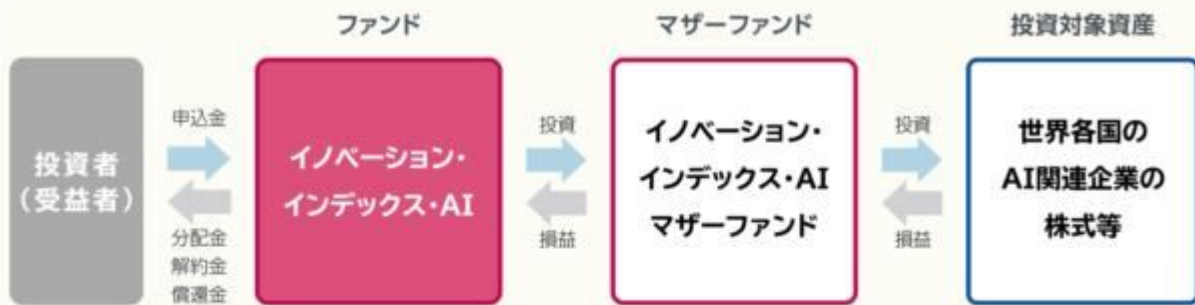 ファンド
マザーファンド
投資対象資産
投資者
(受益者)
申込金
分配金
解約金
償還金
イノベーション・
インデックス・AI
投資
損益
イノベーション・
インデックス・AI
マザーファンド
投資
損益
世界各国の
AI関連企業の
株式等